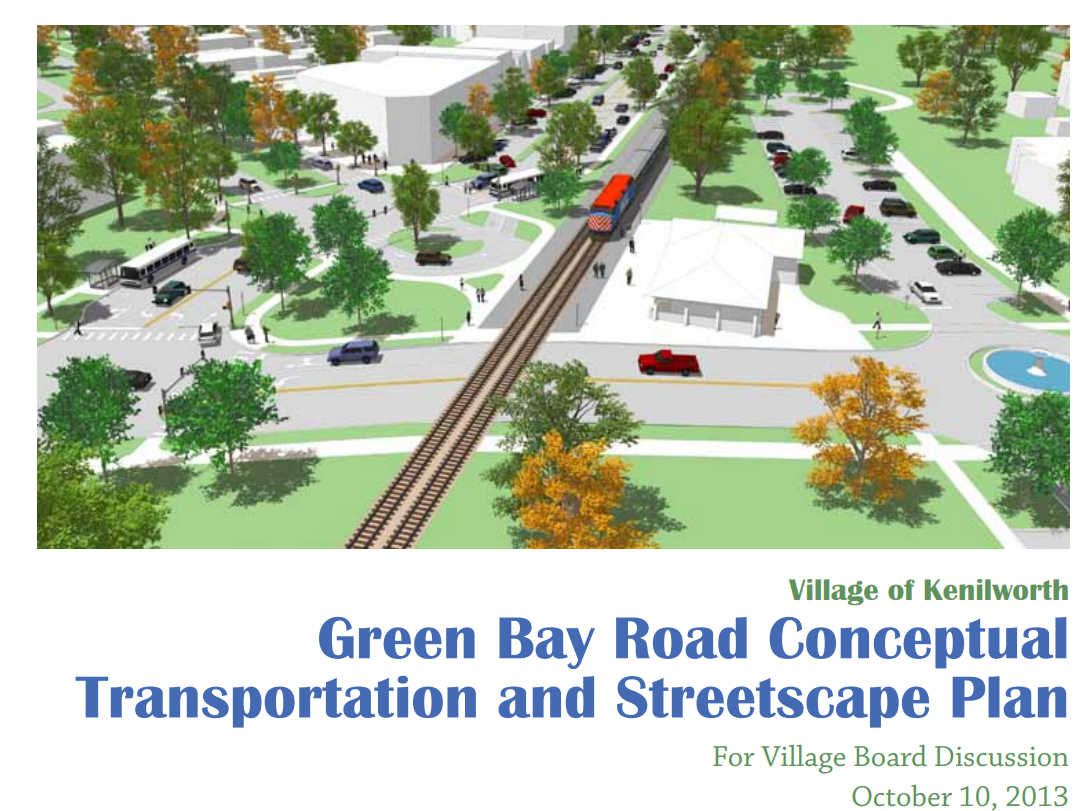 Village of Kenilworth
Green Bay Road Conceptual
Transportation and Streetscape Plan
For Village Board Discussion
October 10, 2013